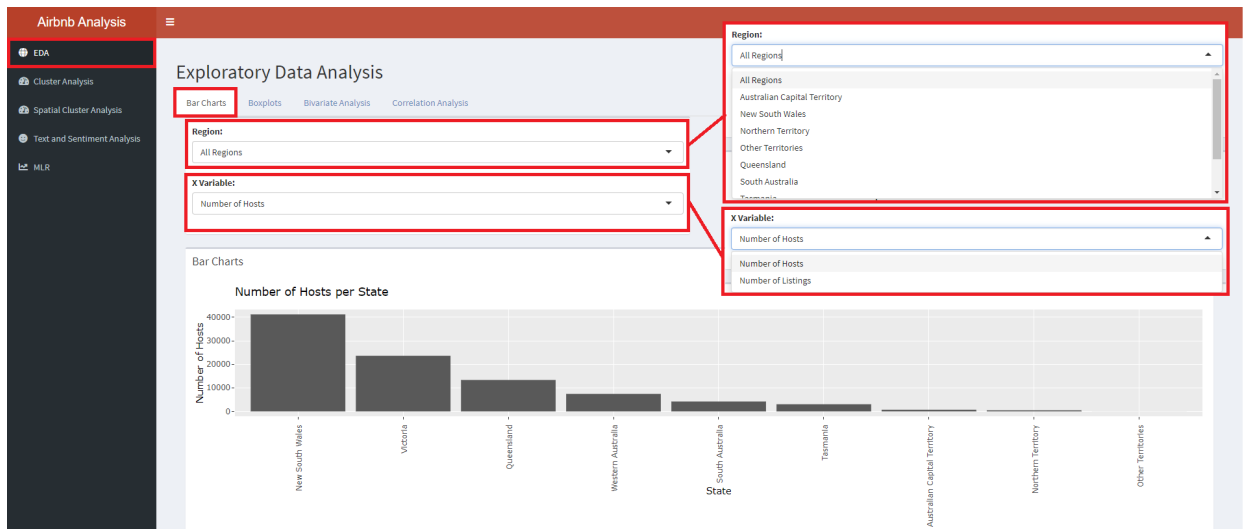 Airbnb Analysis
EDA
Cluster Analysis
Spatial Cluster Analysis
Text and Sentiment Analysis
MLR
Exploratory Data Analysis
Bar Charts Boxplots Bivariate Analysis Correlation Analysis
Region:
All Regions
X Variable:
Number of Hosts
Region:
All Regions
All Regions
Australian Capital Territory
New South Wales
Northern Territory
Other Territories
Queensland
South Australia
Tasmania
X Variable:
Number of Hosts
Number of Hosts
Number of Listings
Bar Charts
Number of Hosts per State
Number of Hosts
40000
30000
20000
10000
0
New South Wales
Victoria
Queensland
Western Australia
South Australia
Tasmania
Australian Capital Territory
Northern Territory
Other Territories
State